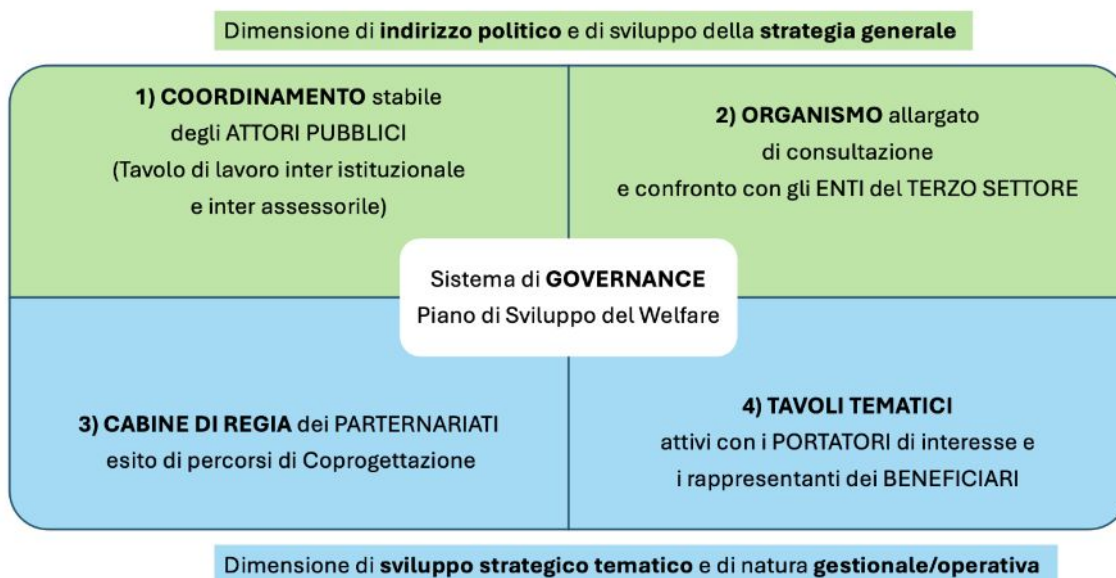 Dimensione di indirizzo politico e di sviluppo della strategia generale
1) COORDINAMENTO stabile
degli ATTORI PUBBLICI
(Tavolo di lavoro inter istituzionale
e inter assessorile)
2) ORGANISMO allargato
di consultazione
e confronto con gli ENTI del TERZO SETTORE
Sistema di GOVERNANCE
Piano di Sviluppo del Welfare
3) CABINE DI REGIA dei PARTERNARIATI
esito di percorsi di Coprogettazione
4) TAVOLI TEMATICI
attivi con i PORTATORI di interesse e
i rappresentanti dei BENEFICIARI
Dimensione di sviluppo strategico tematico e di natura gestionale/operativa